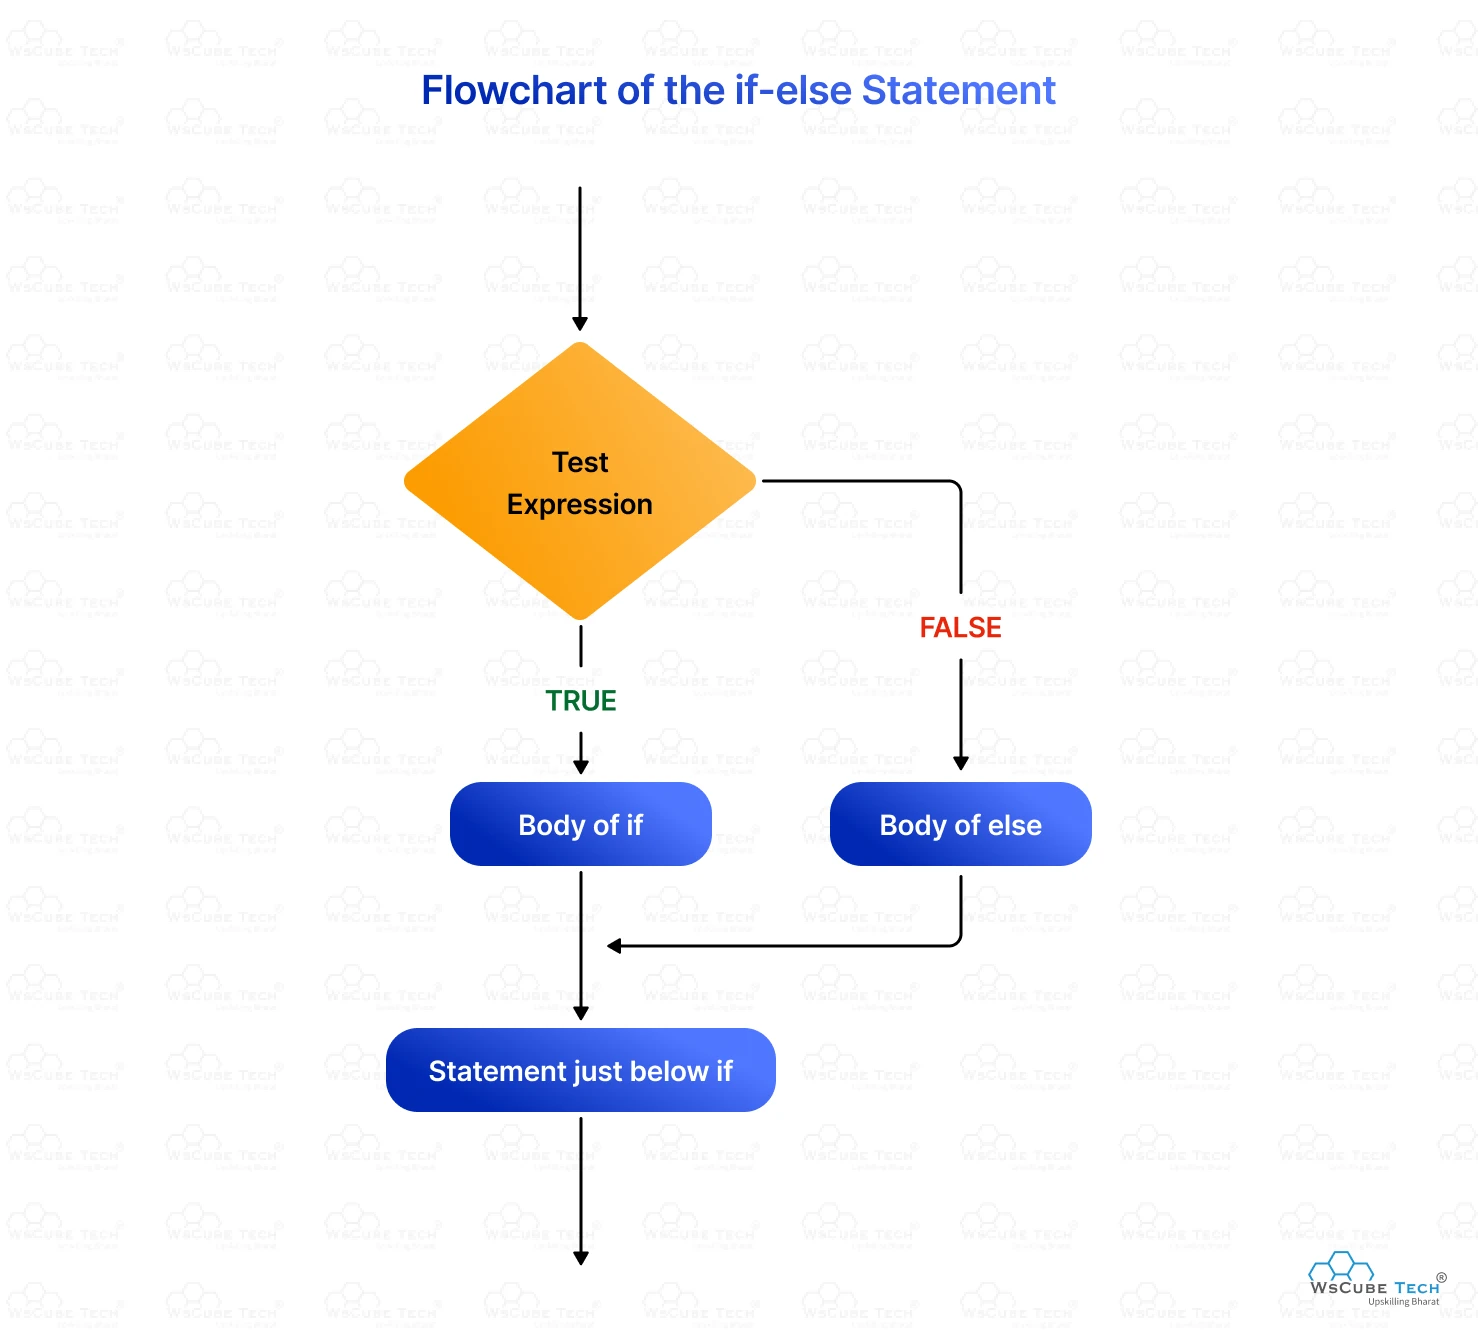 Flowchart of the if-else Statement
Test
Expression
FALSE
TRUE
Body of if
Body of else
Statement just below if
WsCube Tech®
Upskilling Bharat